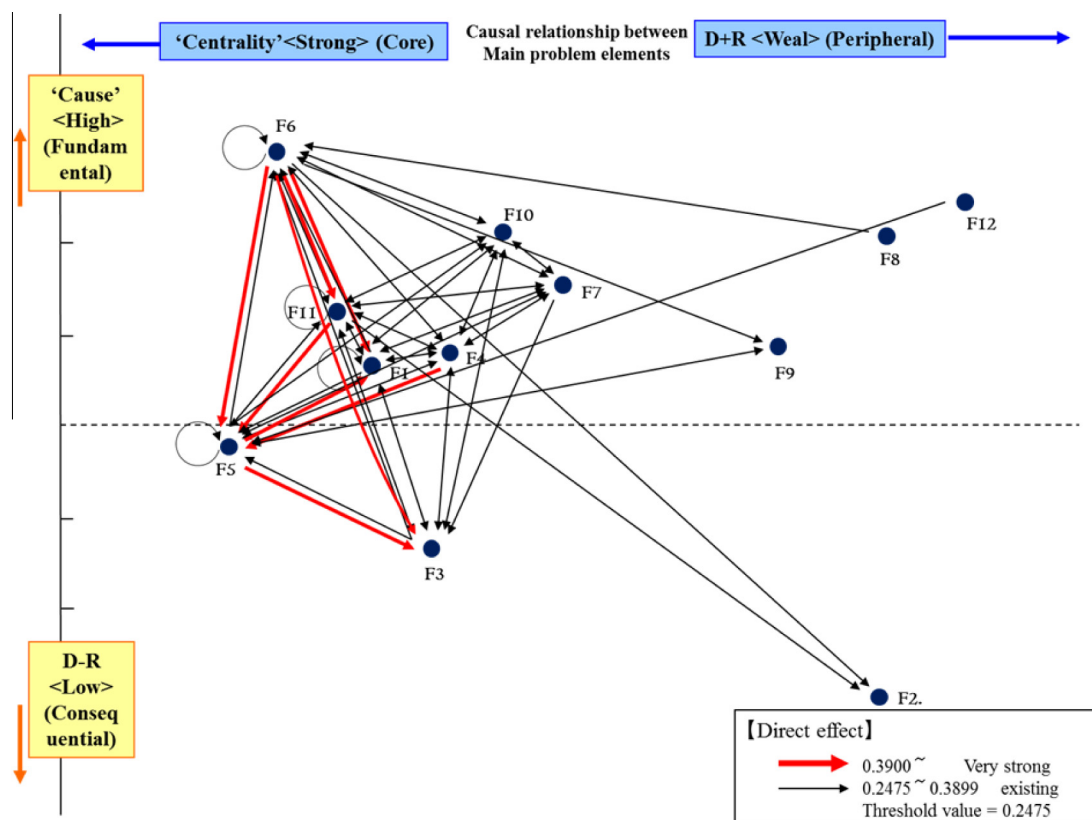 ‘Centrality’<Strong> (Core)
Causal relationship between
Main problem elements
D+R <Weal> (Peripheral)
‘Cause’
<High>
(Fundam
ental)
F6
F10
F12
F8
F7
F11
F4
F1
F9
F5
F3
D-R
<Low>
(Conseq
uential)
F2.
【Direct effect】
0.3900~ Very strong
0.2475~0.3899 existing
Threshold value = 0.2475